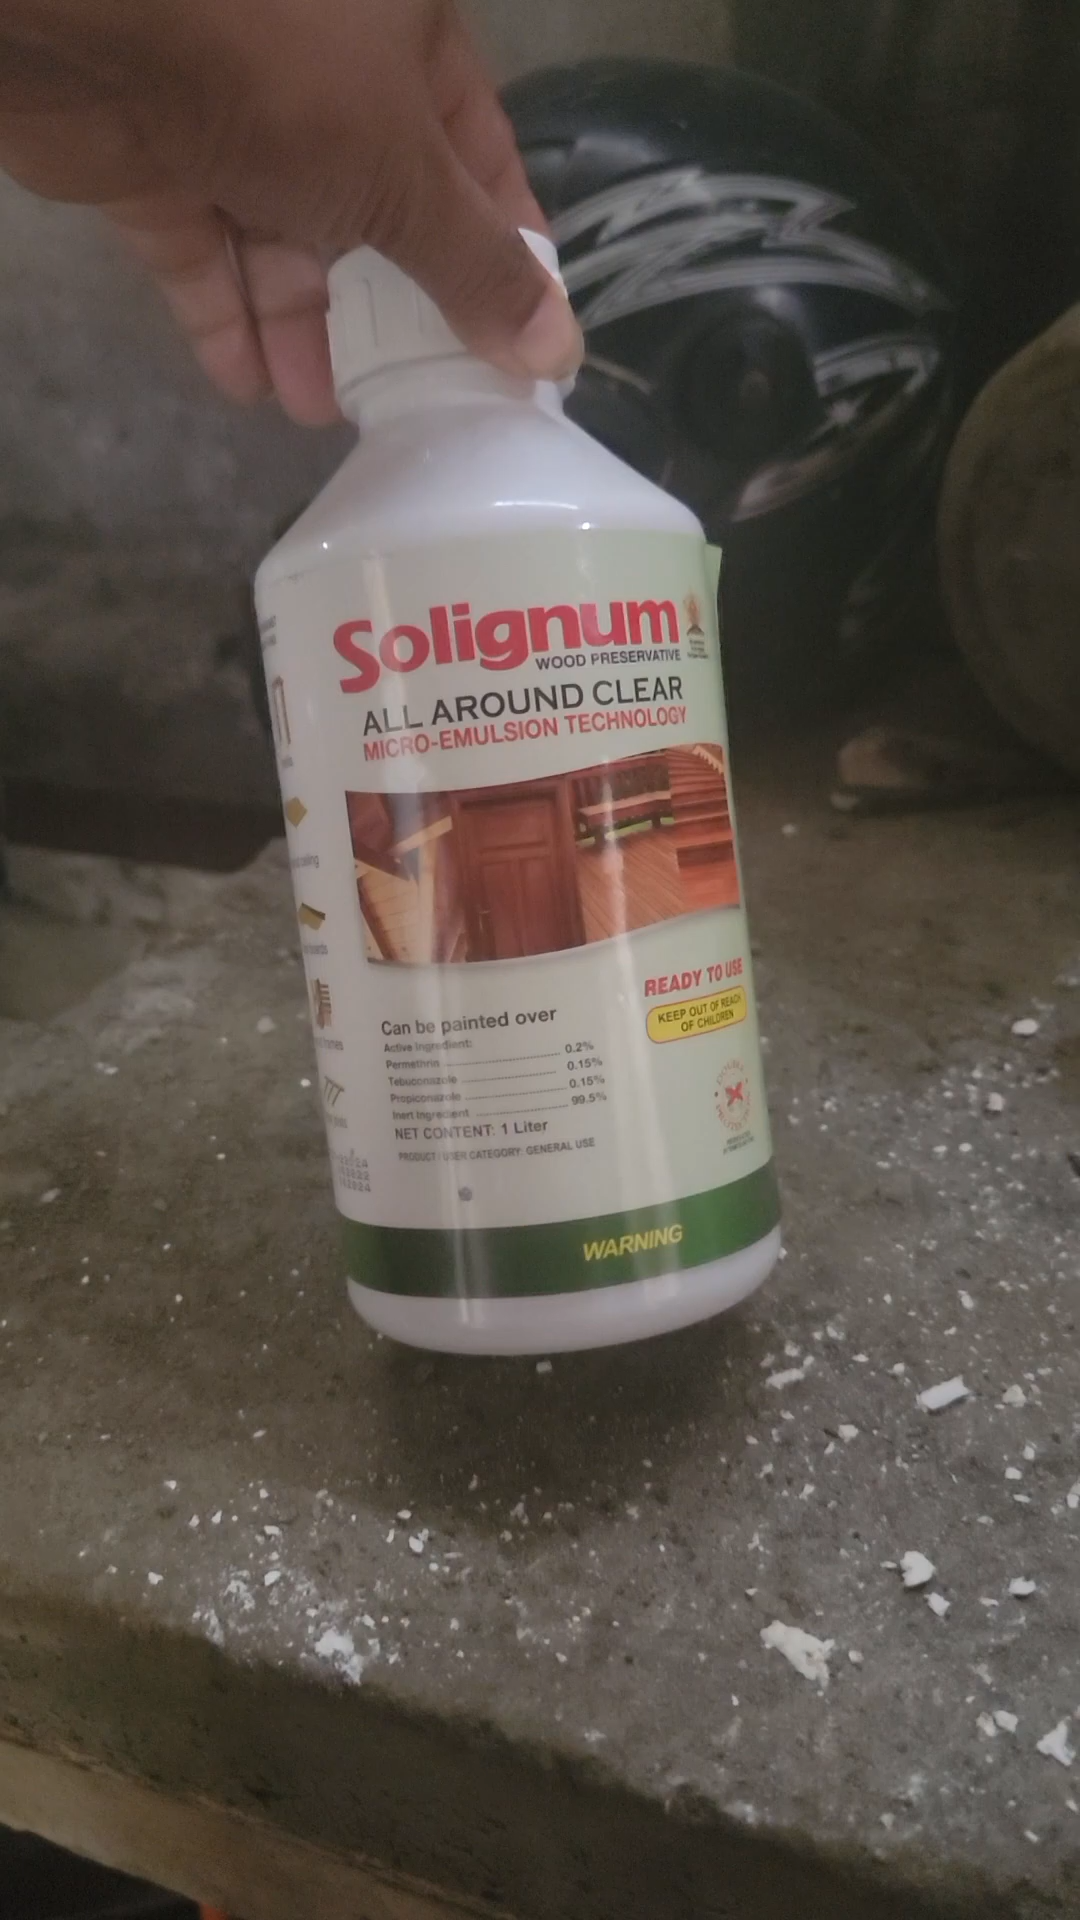 Solignum
WOOD PRESERVATIVE
ALL AROUND CLEAR
MICRO-EMULSION TECHNOLOGY
READY TO USE
KEEP OUT OF REACH
OF CHILDREN
Can be painted over
Active Ingredient:
Permethrin 0.2%
Tebuconazole 0.15%
Propiconazole 0.15%
Inert Ingredient 99.5%
NET CONTENT: 1 Liter
PRODUCT USER CATEGORY: GENERAL USE
WARNING